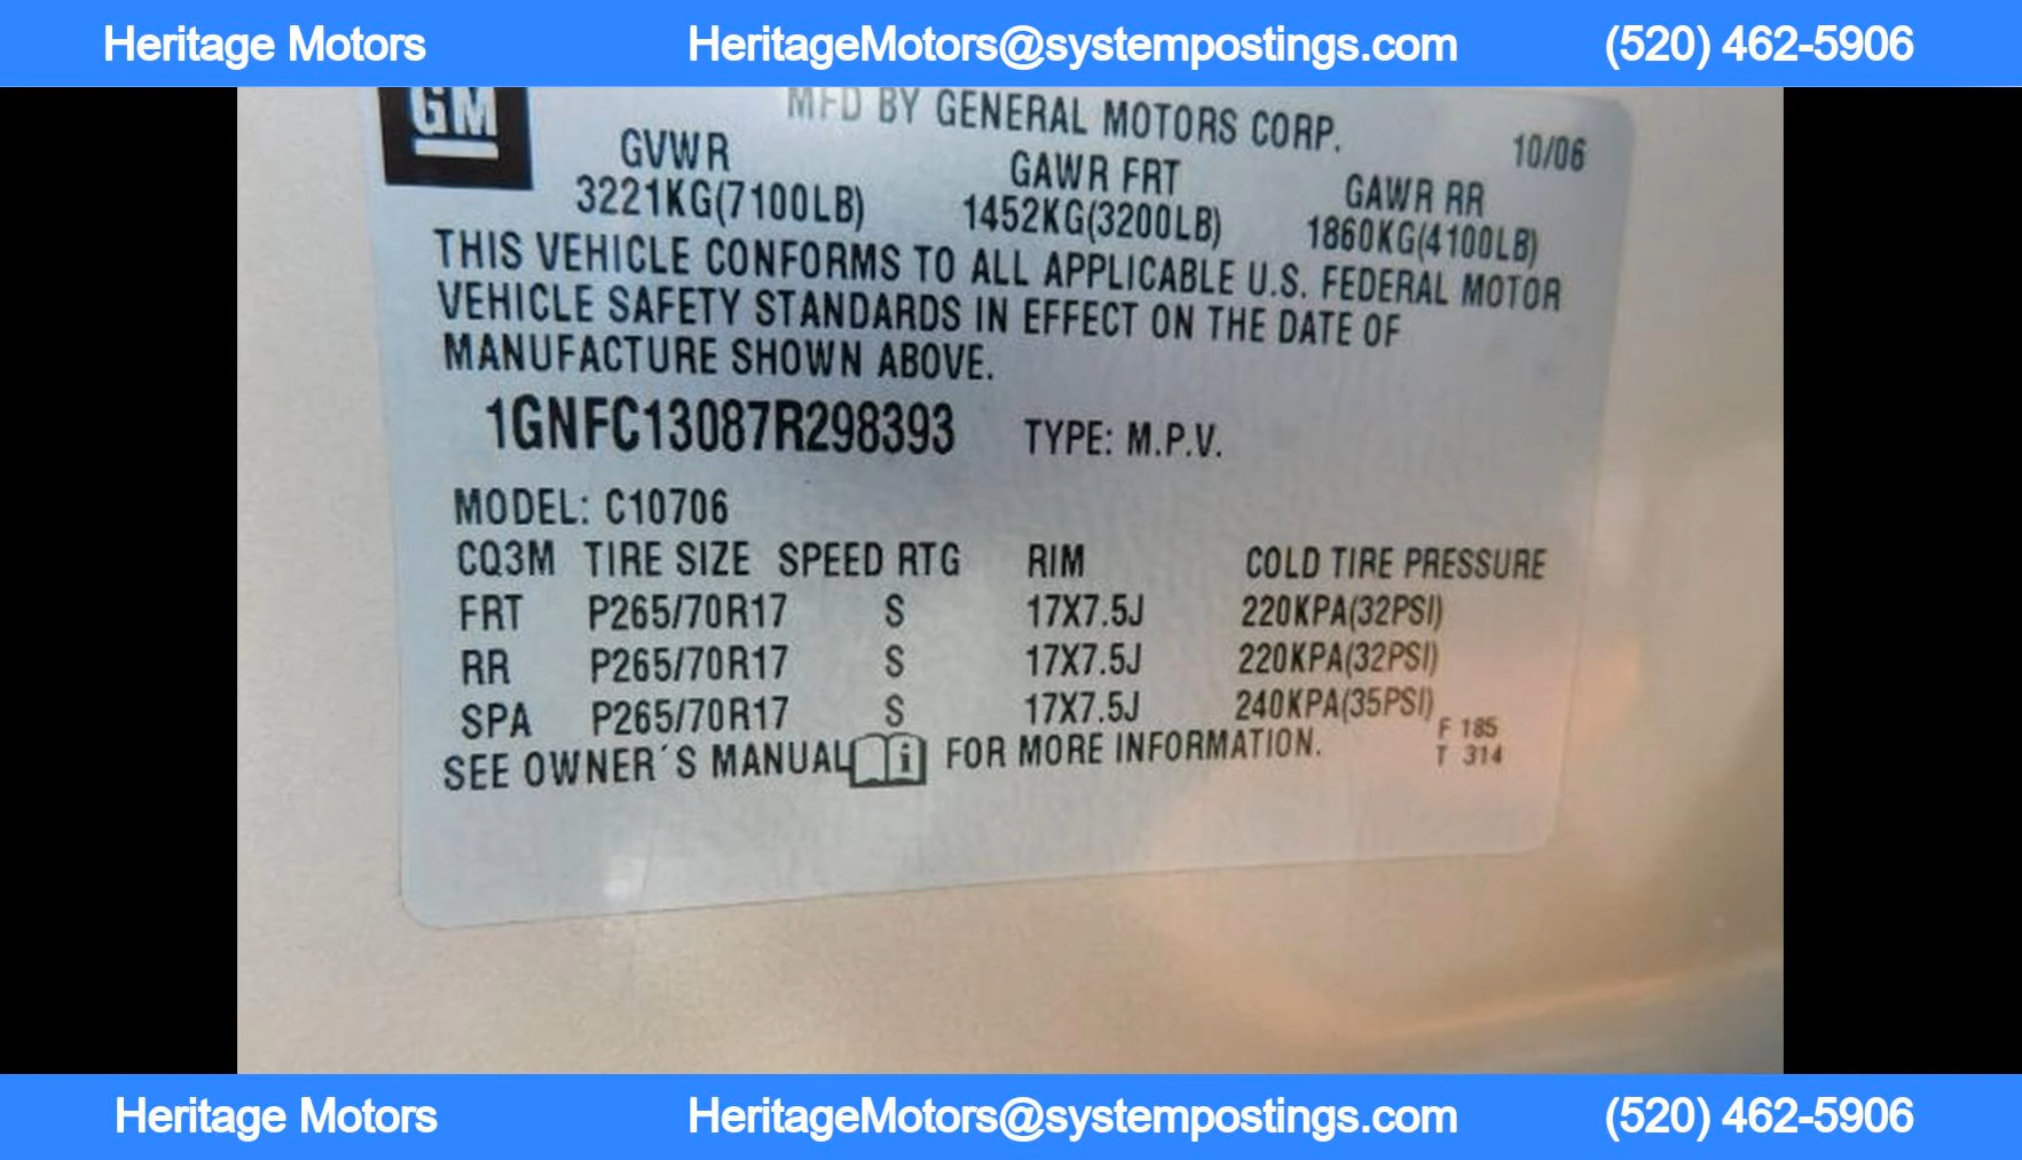 Heritage Motors HeritageMotors@systempostings.com (520) 462-5906
GM MFD BY GENERAL MOTORS CORP.
10/06
GVWR GAWR FRT GAWR RR
3221KG(7100LB) 1452KG(3200LB) 1860KG(4100LB)
THIS VEHICLE CONFORMS TO ALL APPLICABLE U.S. FEDERAL MOTOR
VEHICLE SAFETY STANDARDS IN EFFECT ON THE DATE OF
MANUFACTURE SHOWN ABOVE.
1GNFC13087R298393 TYPE: M.P.V.
MODEL: C10706
CQ3M TIRE SIZE SPEED RTG RIM COLD TIRE PRESSURE
FRT P265/70R17 S 17X7.5J 220KPA(32PSI)
RR P265/70R17 S 17X7.5J 220KPA(32PSI)
SPA P265/70R17 S 17X7.5J 240KPA(35PSI)
SEE OWNER´S MANUAL i FOR MORE INFORMATION.
F 185
T 314
Heritage Motors HeritageMotors@systempostings.com (520) 462-5906